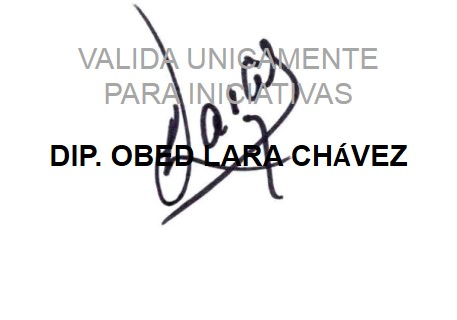 VALIDA UNICAMENTE
PARA INICIATIVAS
DIP. OBED LARA CHÁVEZ